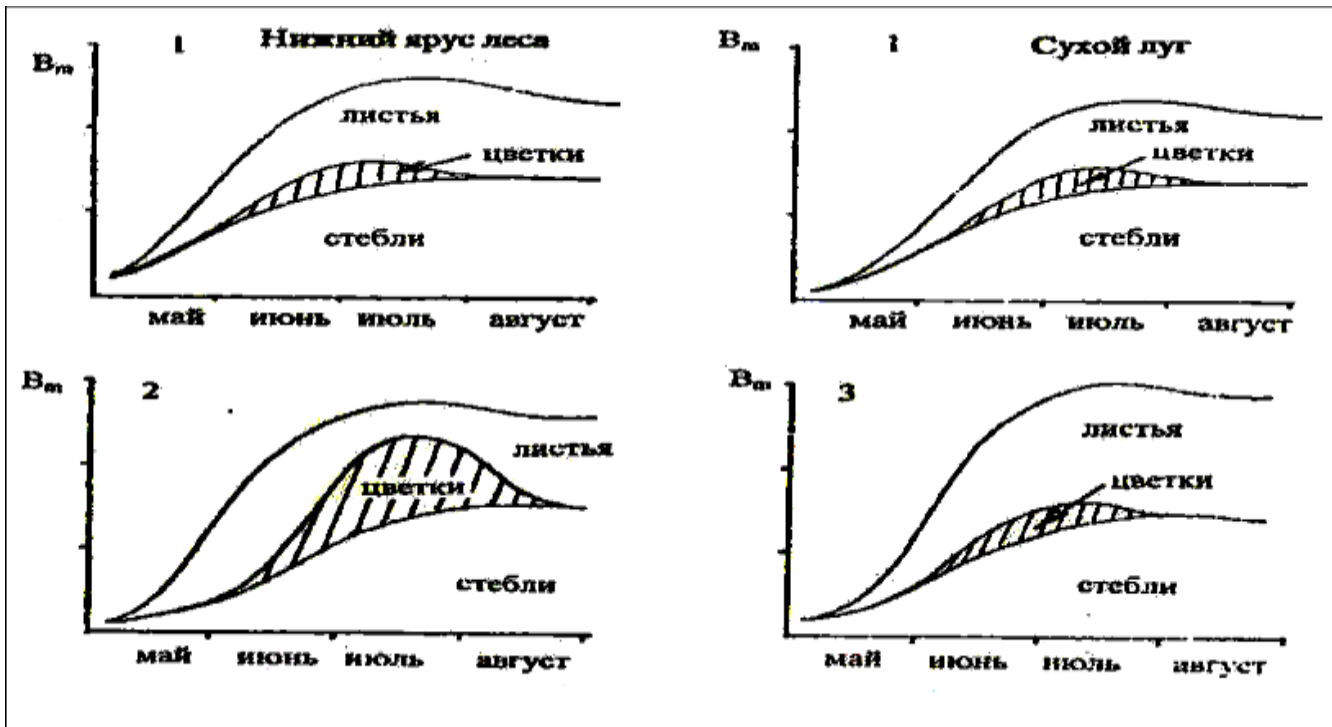 1 Нижний ярус леса
Bm
листья
цветки
стебли
май июнь июль август
1 Сухой луг
Bm
листья
цветки
стебли
май июнь июль август
2
Bm
листья
цветки
стебли
май июнь июль август
3
Bm
листья
цветки
стебли
май июнь июль август